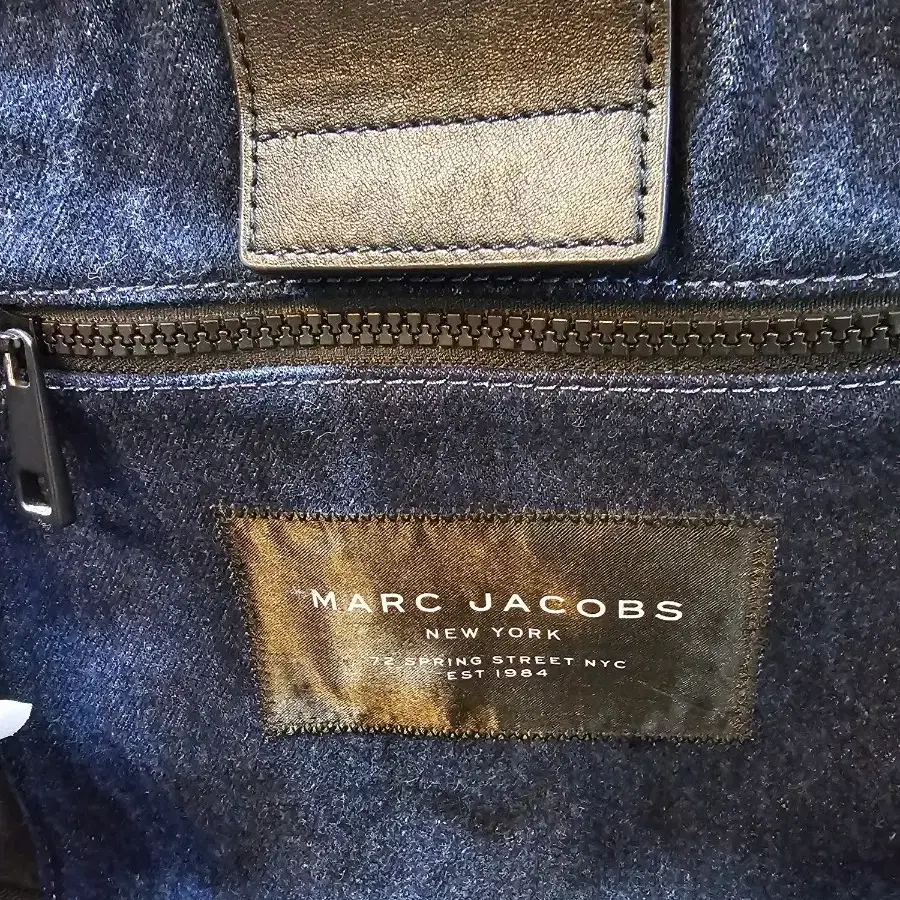 MARC JACOBS
NEW YORK
72 SPRING STREET NYC
EST 1984